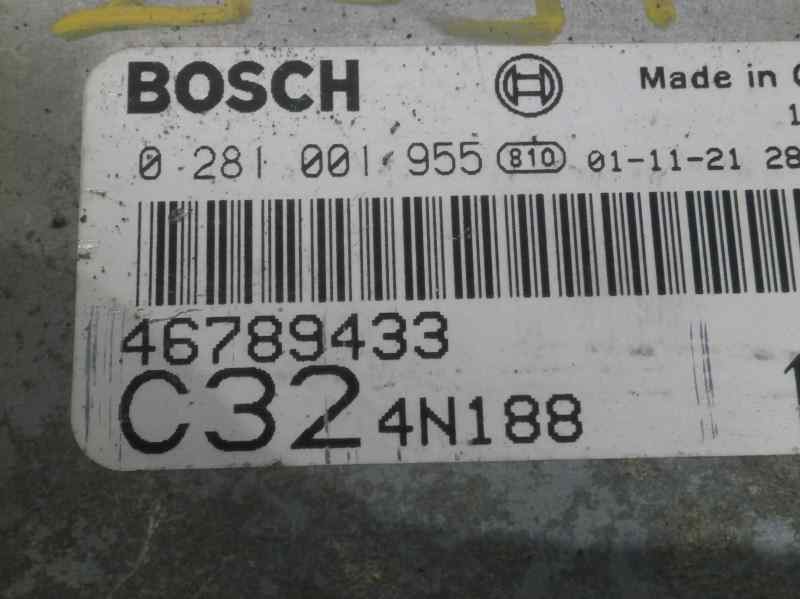 BOSCH Made in
0 281 001 955 810 01-11-21 28
46789433
C32 4N188